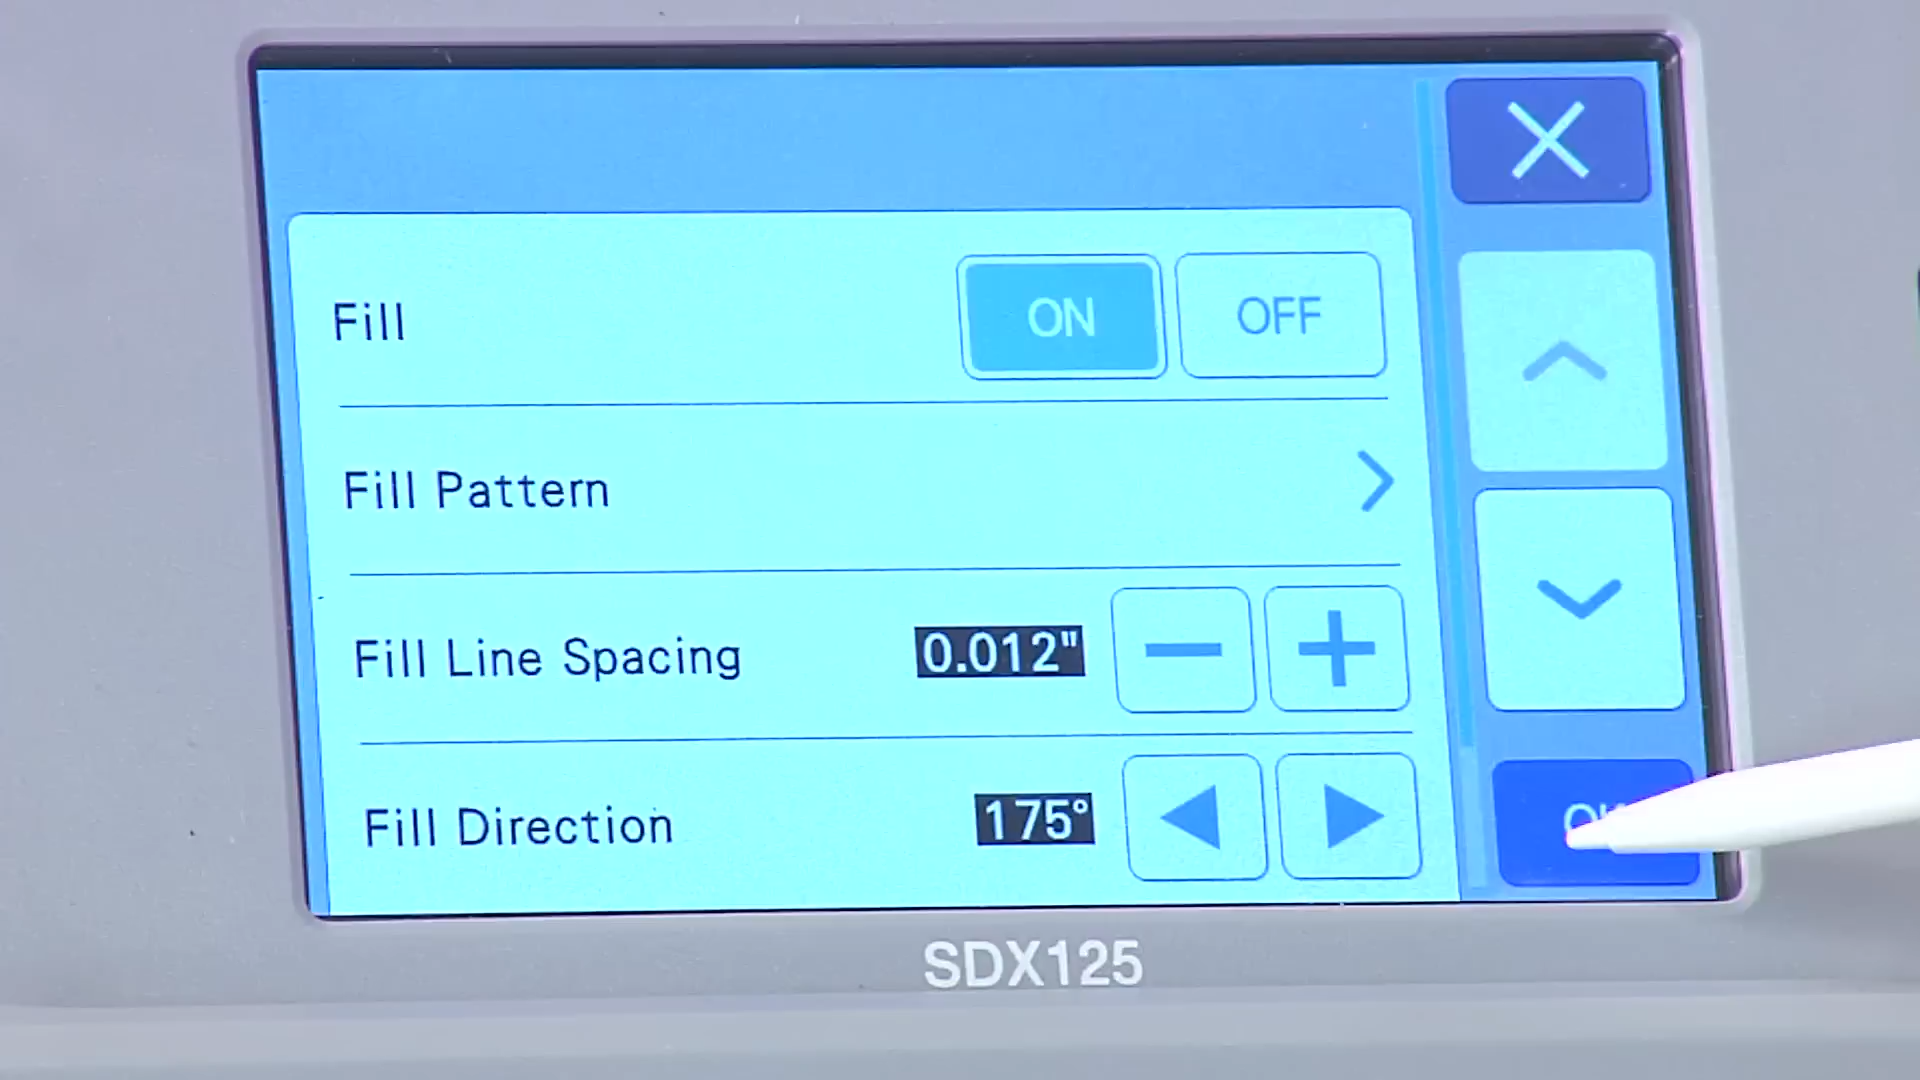 Fill ON OFF
Fill Pattern
Fill Line Spacing 0.012"
Fill Direction 175°
SDX125